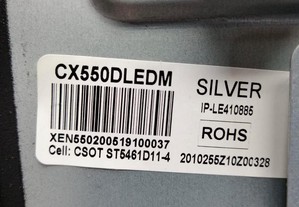 CX550DLEDM
SILVER
IP-LE410885
XEN550200519100037
ROHS
Cell: CSOT ST5461D11-4
2010255Z10Z00328